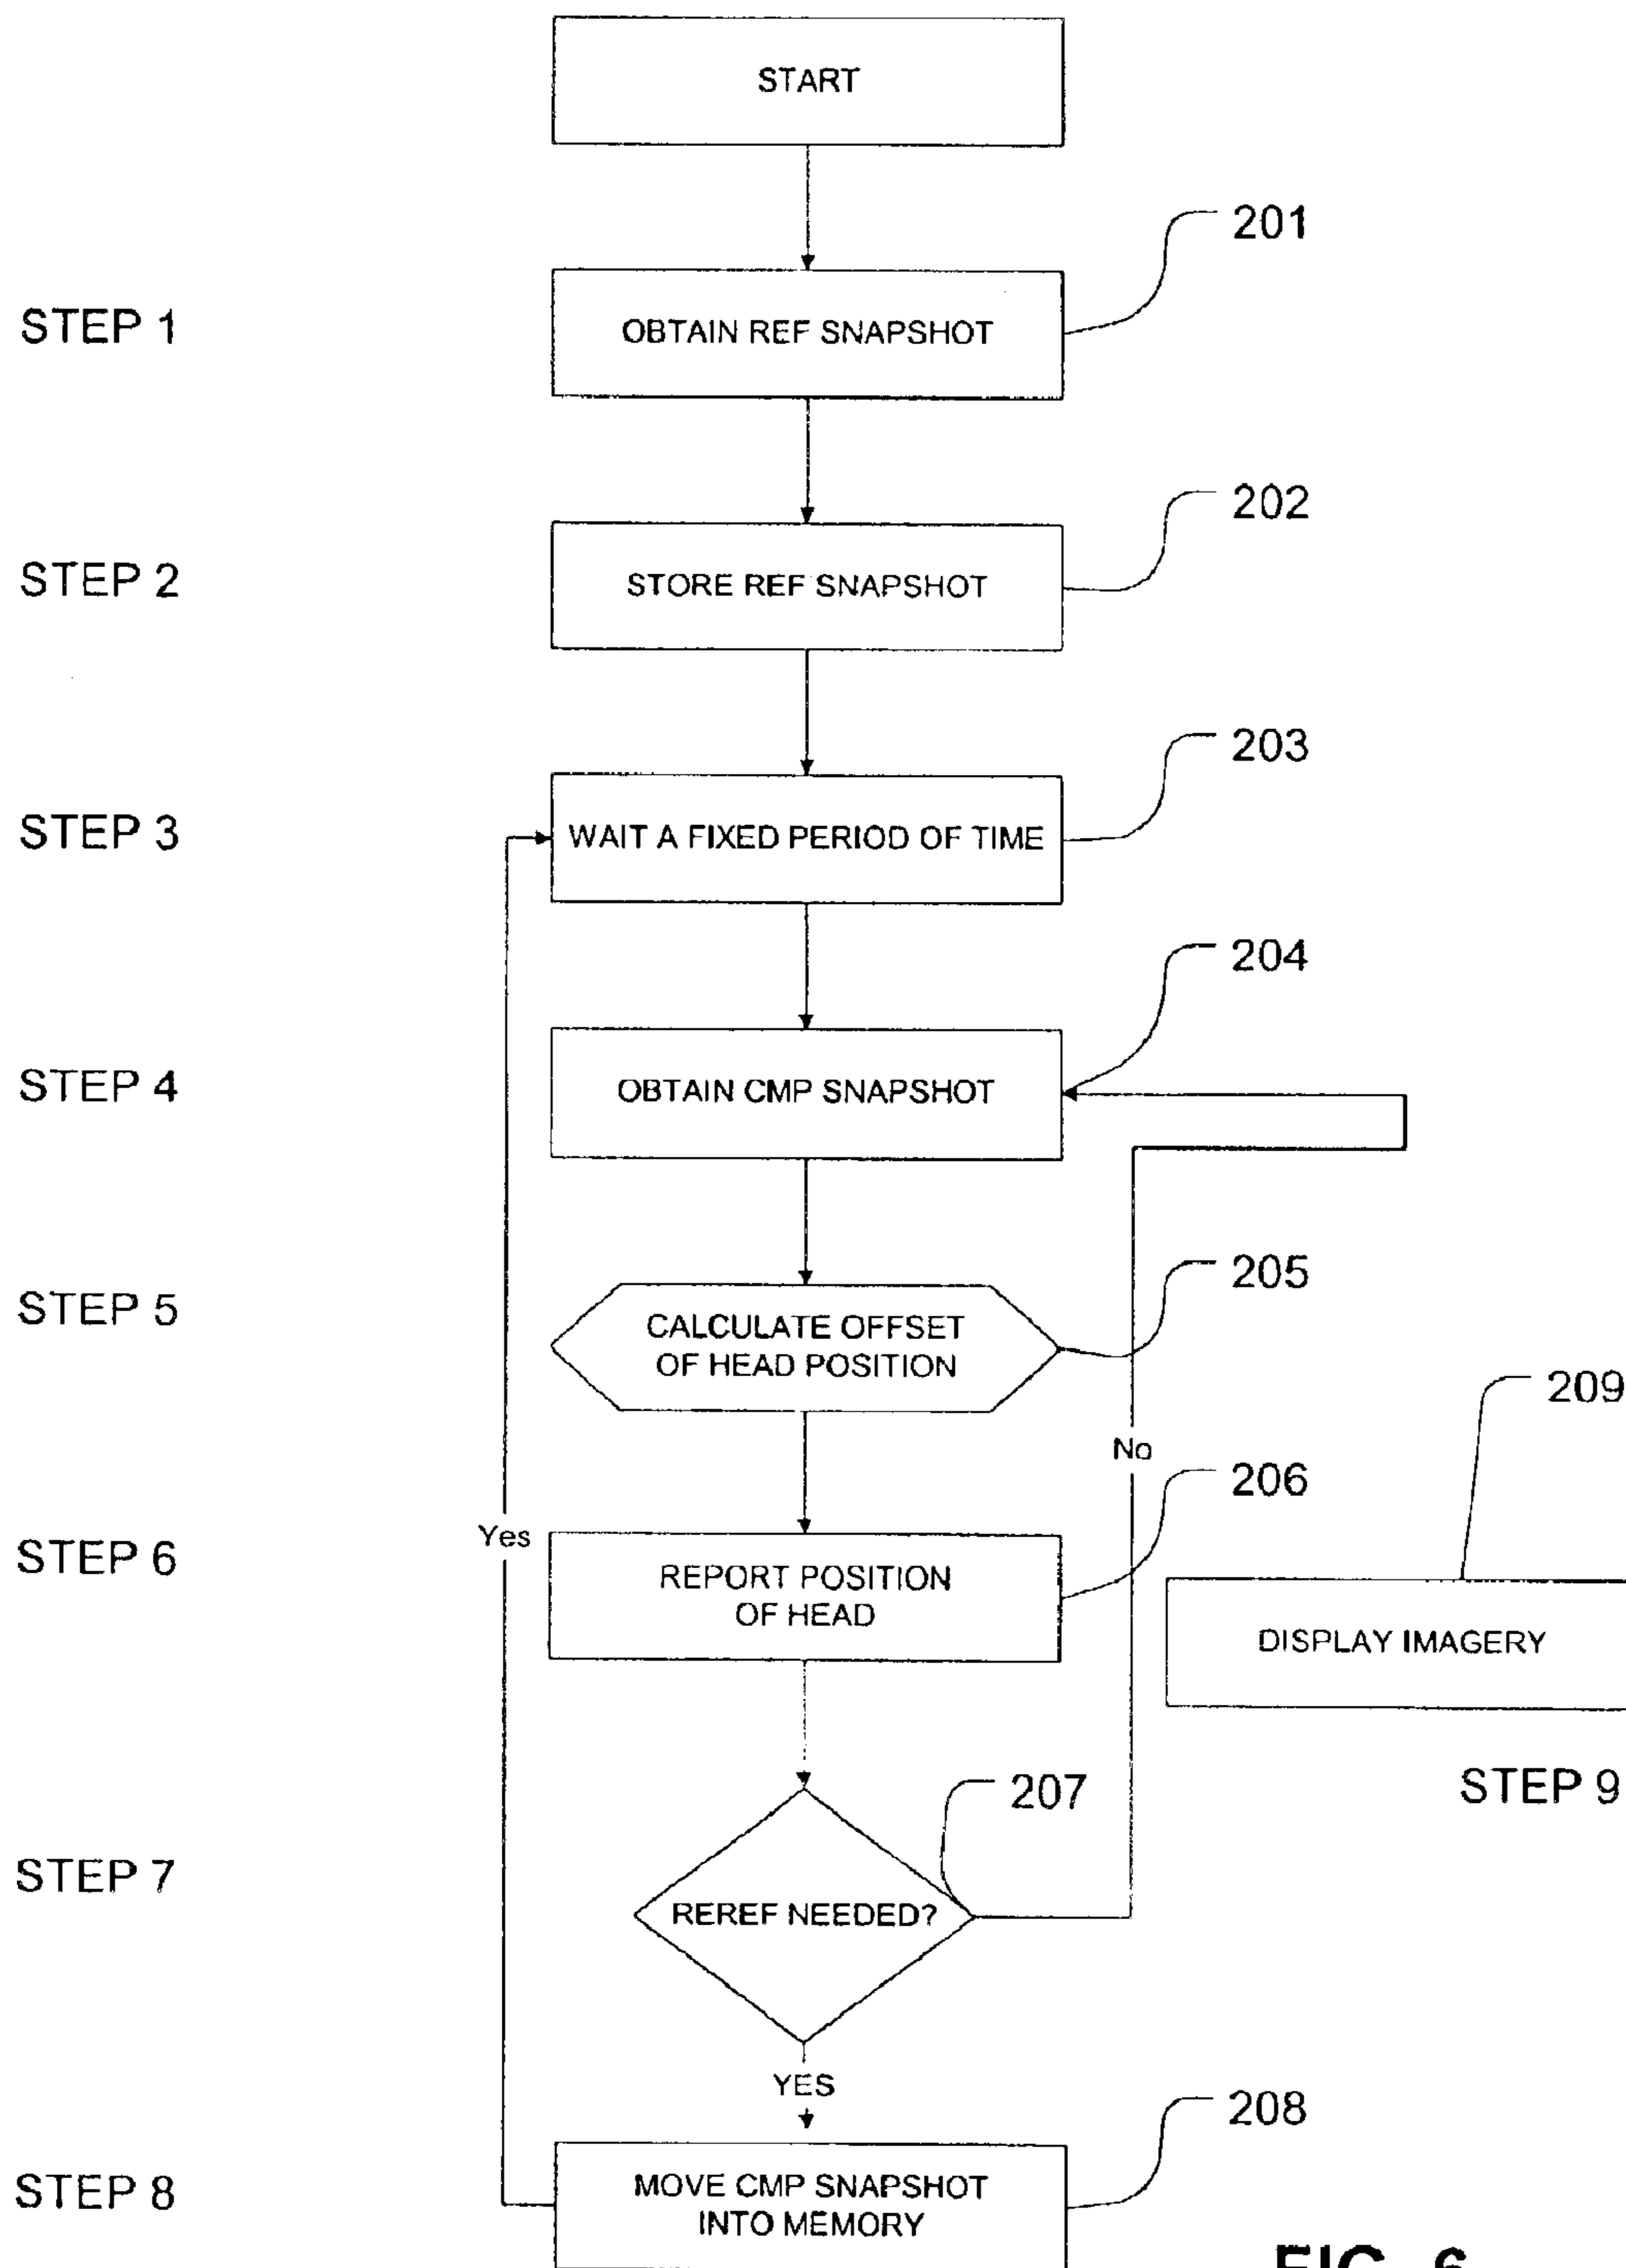 START
201
STEP 1
OBTAIN REF SNAPSHOT
202
STEP 2
STORE REF SNAPSHOT
203
STEP 3
WAIT A FIXED PERIOD OF TIME
204
STEP 4
OBTAIN CMP SNAPSHOT
205
STEP 5
CALCULATE OFFSET
OF HEAD POSITION
209
No
206
Yes
STEP 6
REPORT POSITION
OF HEAD
DISPLAY IMAGERY
STEP 9
207
STEP 7
REREF NEEDED?
YES
208
STEP 8
MOVE CMP SNAPSHOT
INTO MEMORY
FIG. 6